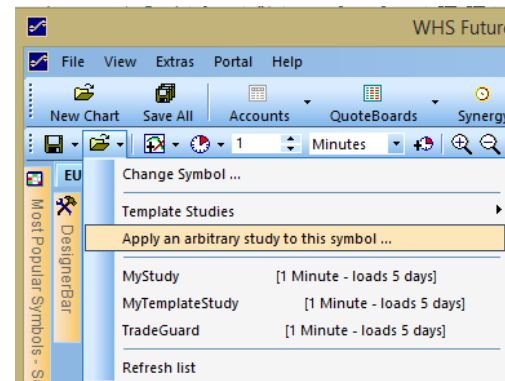 WHS Futur
File View Extras Portal Help
New Chart Save All Accounts QuoteBoards Synergy
1 Minutes
EU
Change Symbol ...
Template Studies
Apply an arbitrary study to this symbol ...
MyStudy [1 Minute - loads 5 days]
MyTemplateStudy [1 Minute - loads 5 days]
TradeGuard [1 Minute - loads 5 days]
Refresh list
Most Popular Symbols - S
DesignerBar